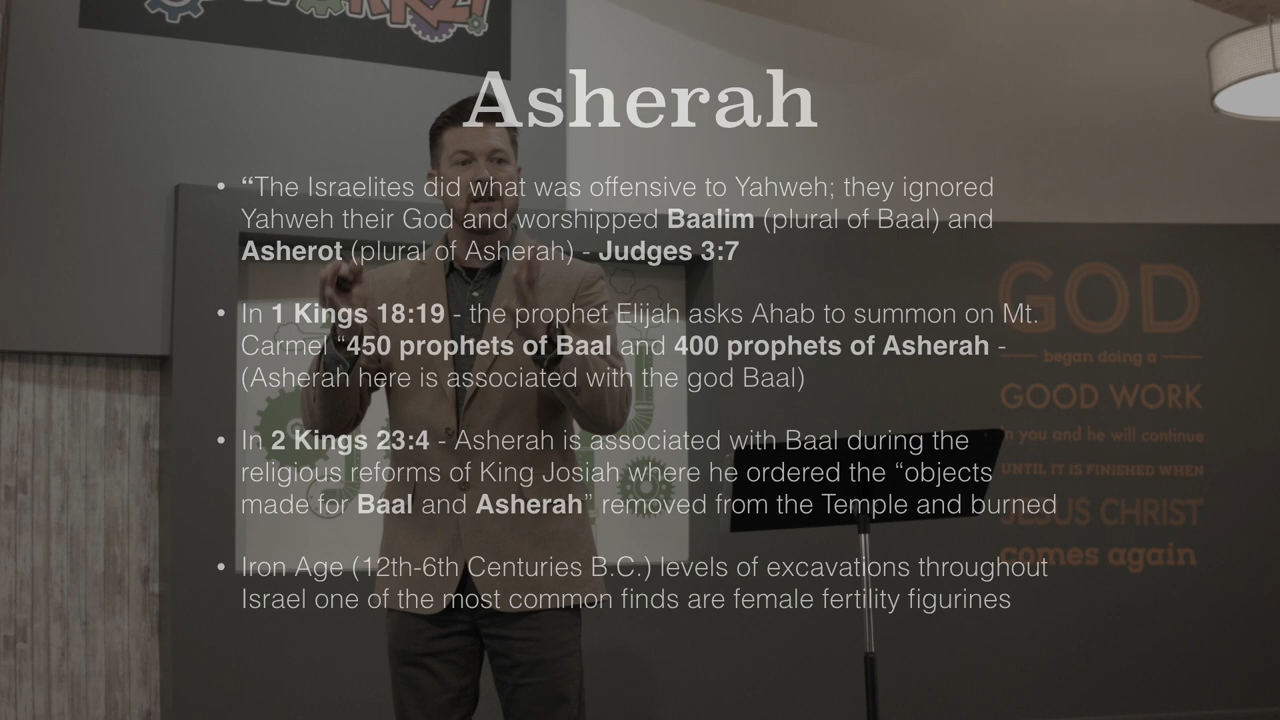 Asherah
• “The Israelites did what was offensive to Yahweh; they ignored
Yahweh their God and worshipped Baalim (plural of Baal) and
Asherot (plural of Asherah) - Judges 3:7
• In 1 Kings 18:19 - the prophet Elijah asks Ahab to summon on Mt.
Carmel “450 prophets of Baal and 400 prophets of Asherah -
(Asherah here is associated with the god Baal)
• In 2 Kings 23:4 - Asherah is associated with Baal during the
religious reforms of King Josiah where he ordered the “objects
made for Baal and Asherah” removed from the Temple and burned
• Iron Age (12th-6th Centuries B.C.) levels of excavations throughout
Israel one of the most common finds are female fertility figurines
GOD
began doing a
GOOD WORK
in you and he will continue
UNTIL IT IS FINISHED WHEN
JESUS CHRIST
comes again